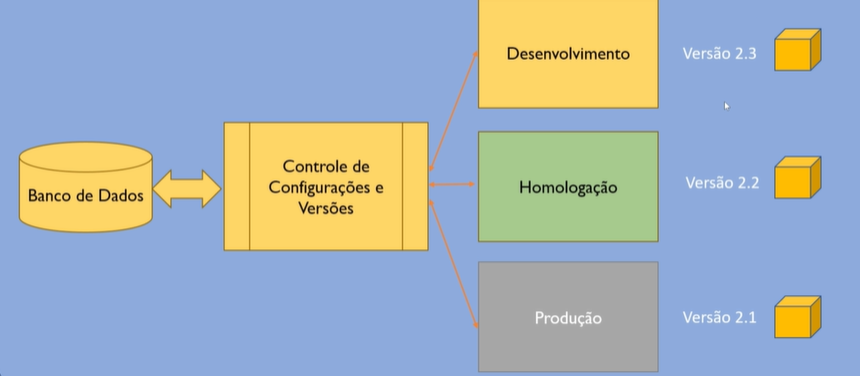 Desenvolvimento
Versão 2.3
Banco de Dados
Controle de
Configurações e
Versões
Homologação
Versão 2.2
Produção
Versão 2.1